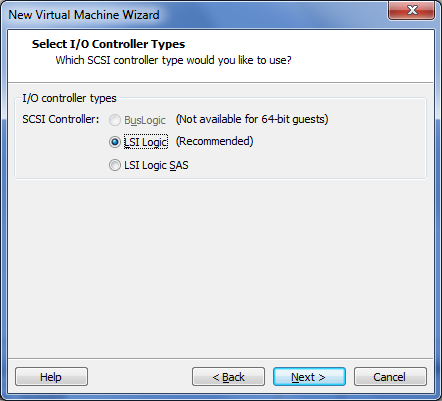 New Virtual Machine Wizard
Select I/O Controller Types
Which SCSI controller type would you like to use?
I/O controller types
SCSI Controller: BusLogic (Not available for 64-bit guests)
LSI Logic (Recommended)
LSI Logic SAS
Help < Back Next > Cancel